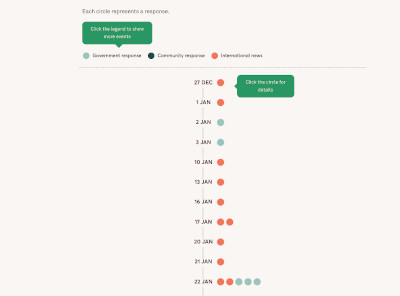 Each circle represents a response.
Click the legend to show
more events
Government response Community response International news
27 DEC
Click the circle for
details
1 JAN
2 JAN
3 JAN
10 JAN
13 JAN
16 JAN
17 JAN
20 JAN
21 JAN
22 JAN